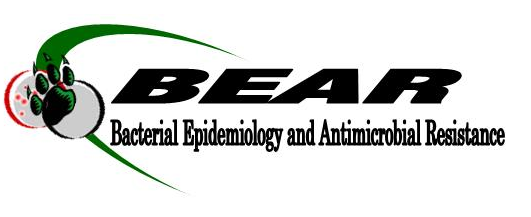 BEAR
Bacterial Epidemiology and Antimicrobial Resistance